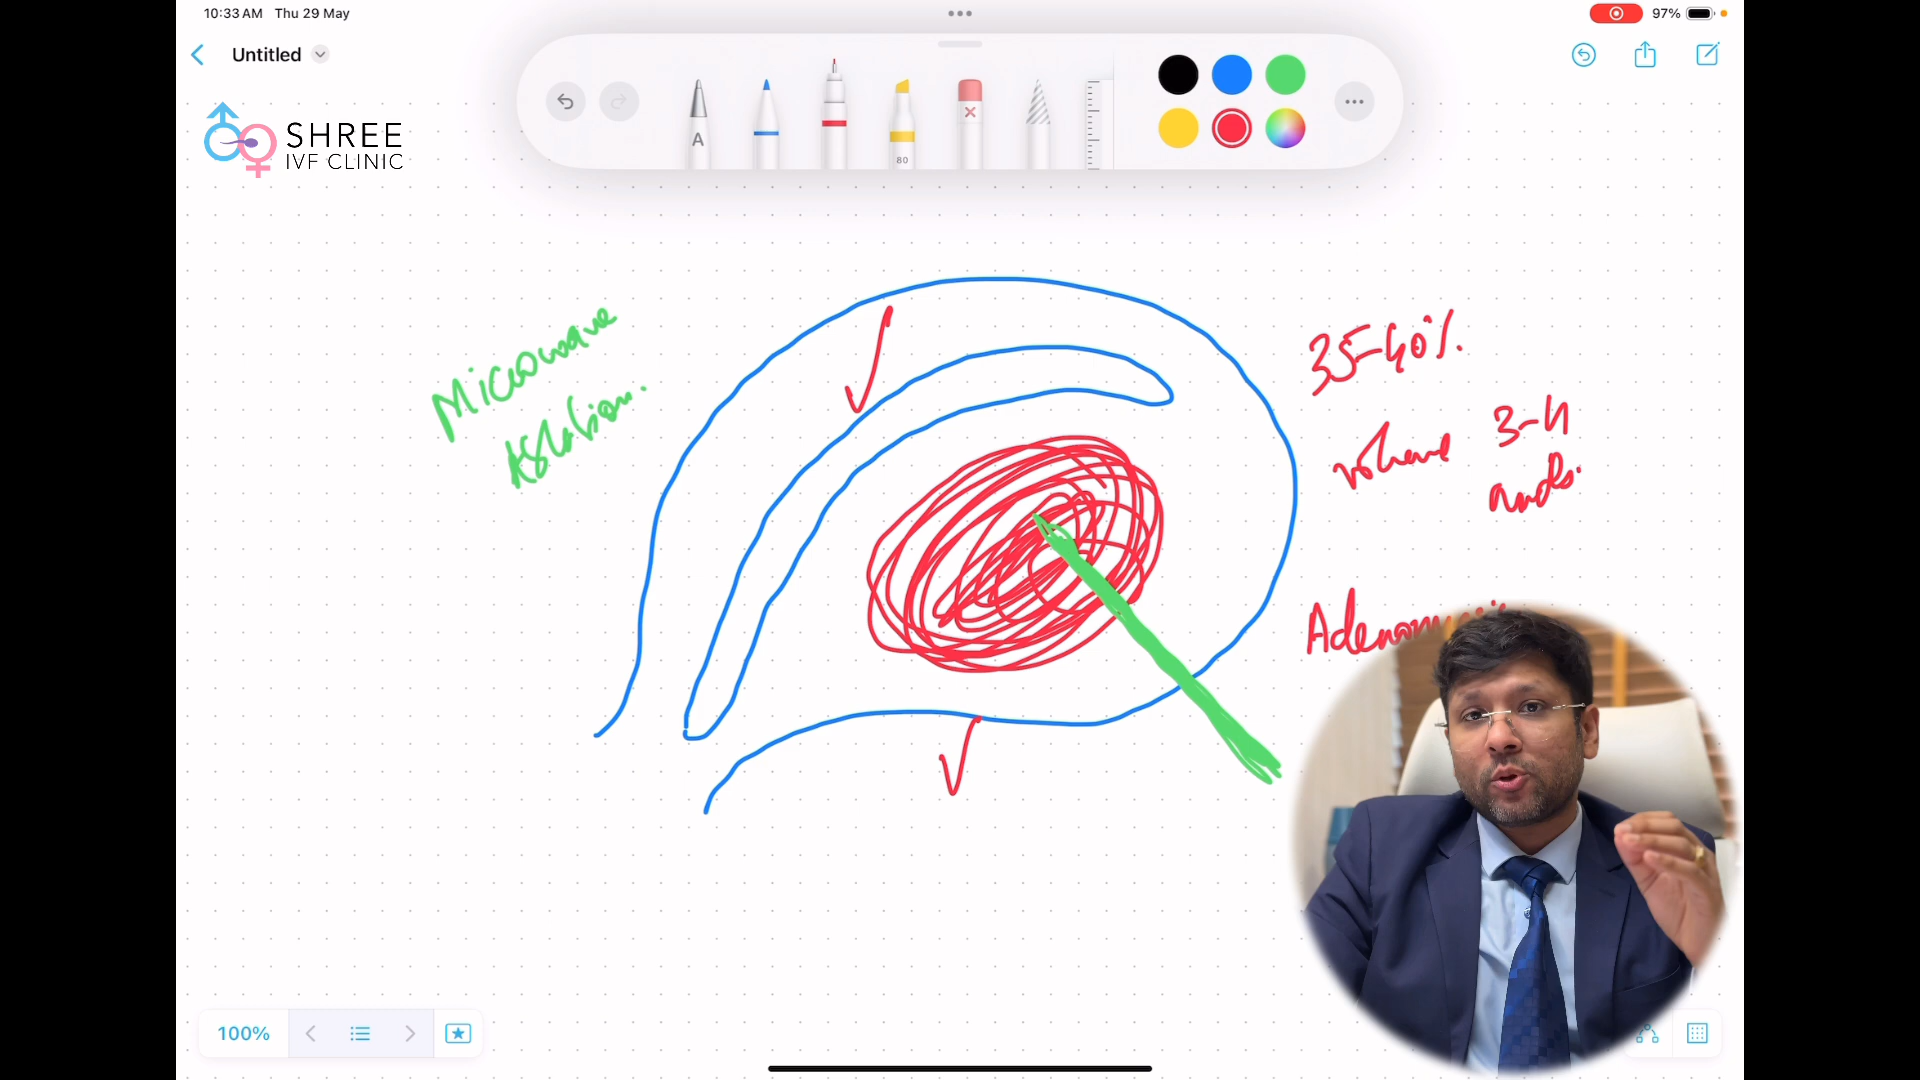 10:33 AM Thu 29 May
97%
Untitled
SHREE
IVF CLINIC
A
80
Microwave
Ablation.
35-40%.
volume 3-4
100%